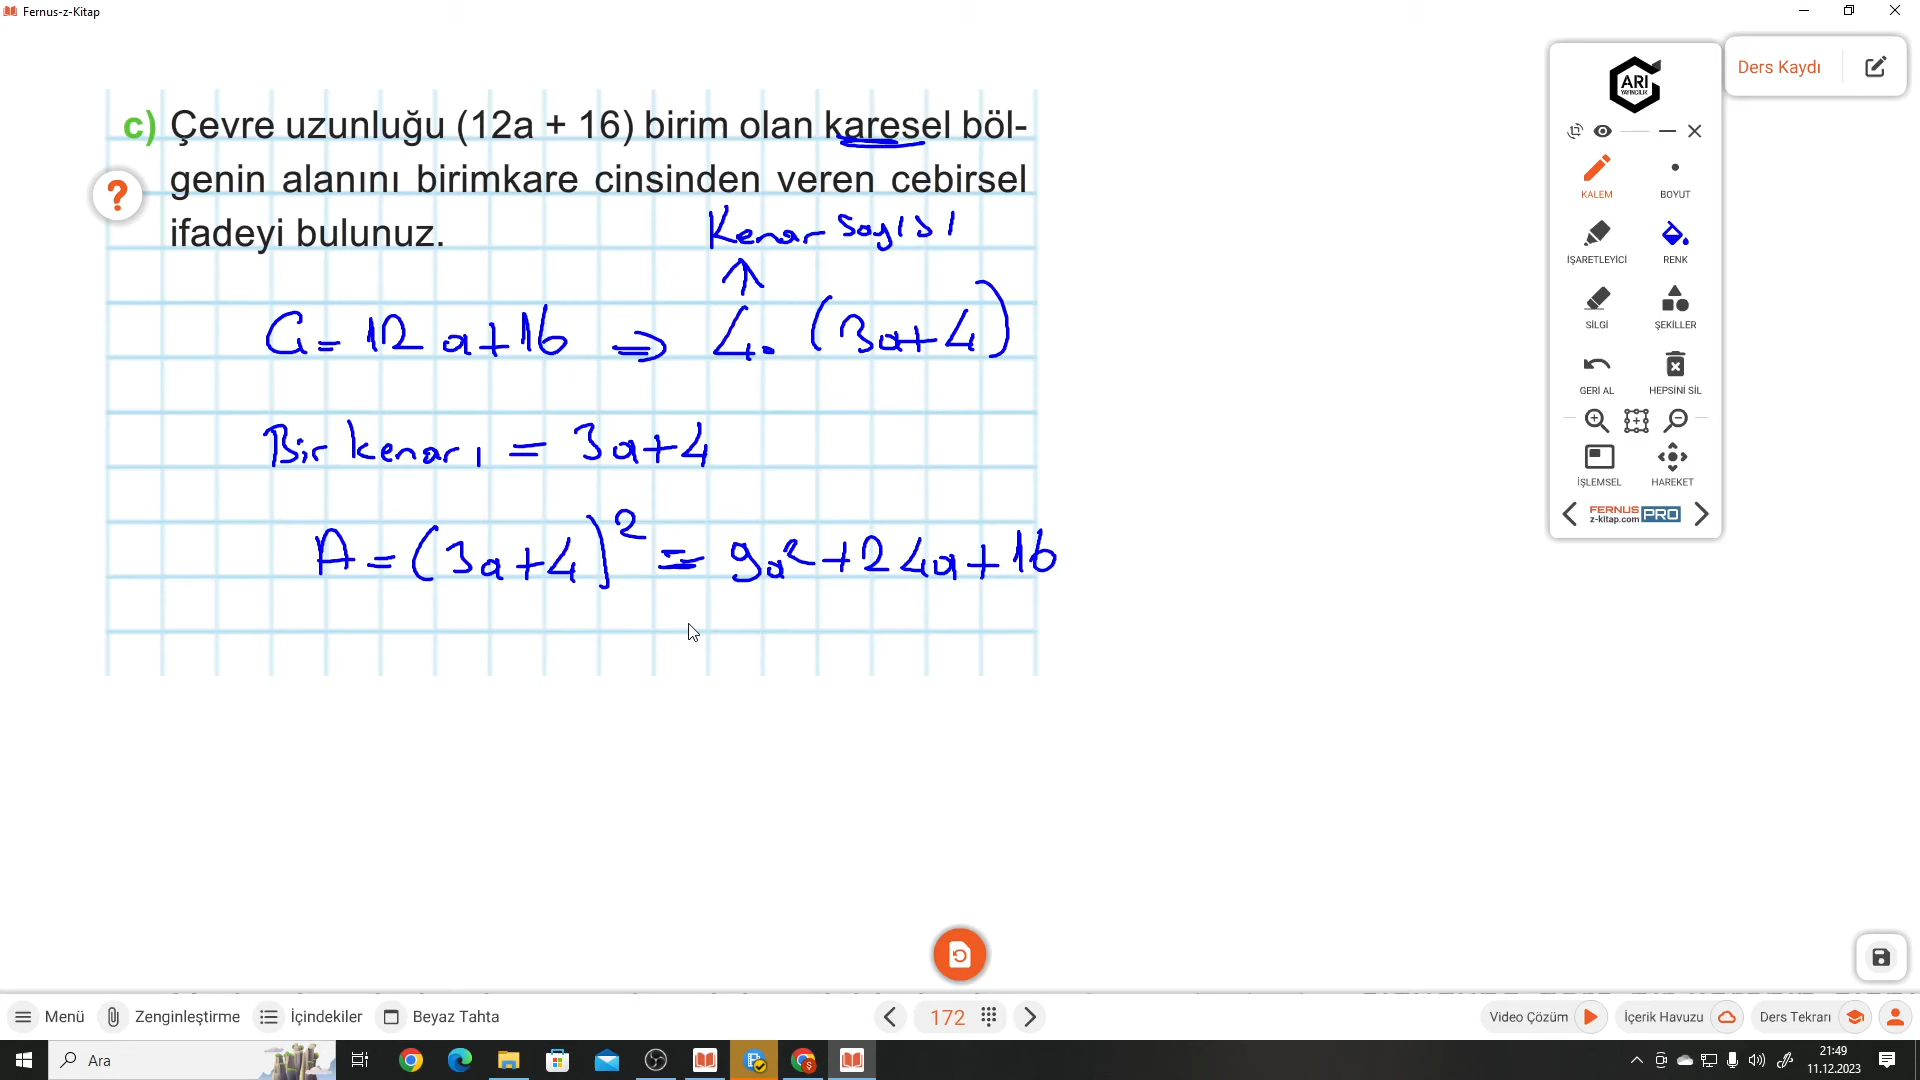 Fernus-z-Kitap
Ders Kaydı
ARI
YAYINCILIK
c) Çevre uzunluğu (12a + 16) birim olan karesel böl-
genin alanını birimkare cinsinden veren cebirsel
ifadeyi bulunuz.
?
Kenar sayısı
Ç = 12a+16 ⇒ 4. (3a+4)
Bir kenarı = 3a+4
A = (3a+4)² = 9a²+24a+16
KALEM
BOYUT
İŞARETLEYİCİ
RENK
SİLGİ
ŞEKİLLER
GERİ AL
HEPSİNİ SİL
İŞLEMSEL
HAREKET
FERNUS
z-kitap.com PRO
Menü
Zenginleştirme
İçindekiler
Beyaz Tahta
172
Video Çözüm
İçerik Havuzu
Ders Tekrarı
Ara
21:49
11.12.2023